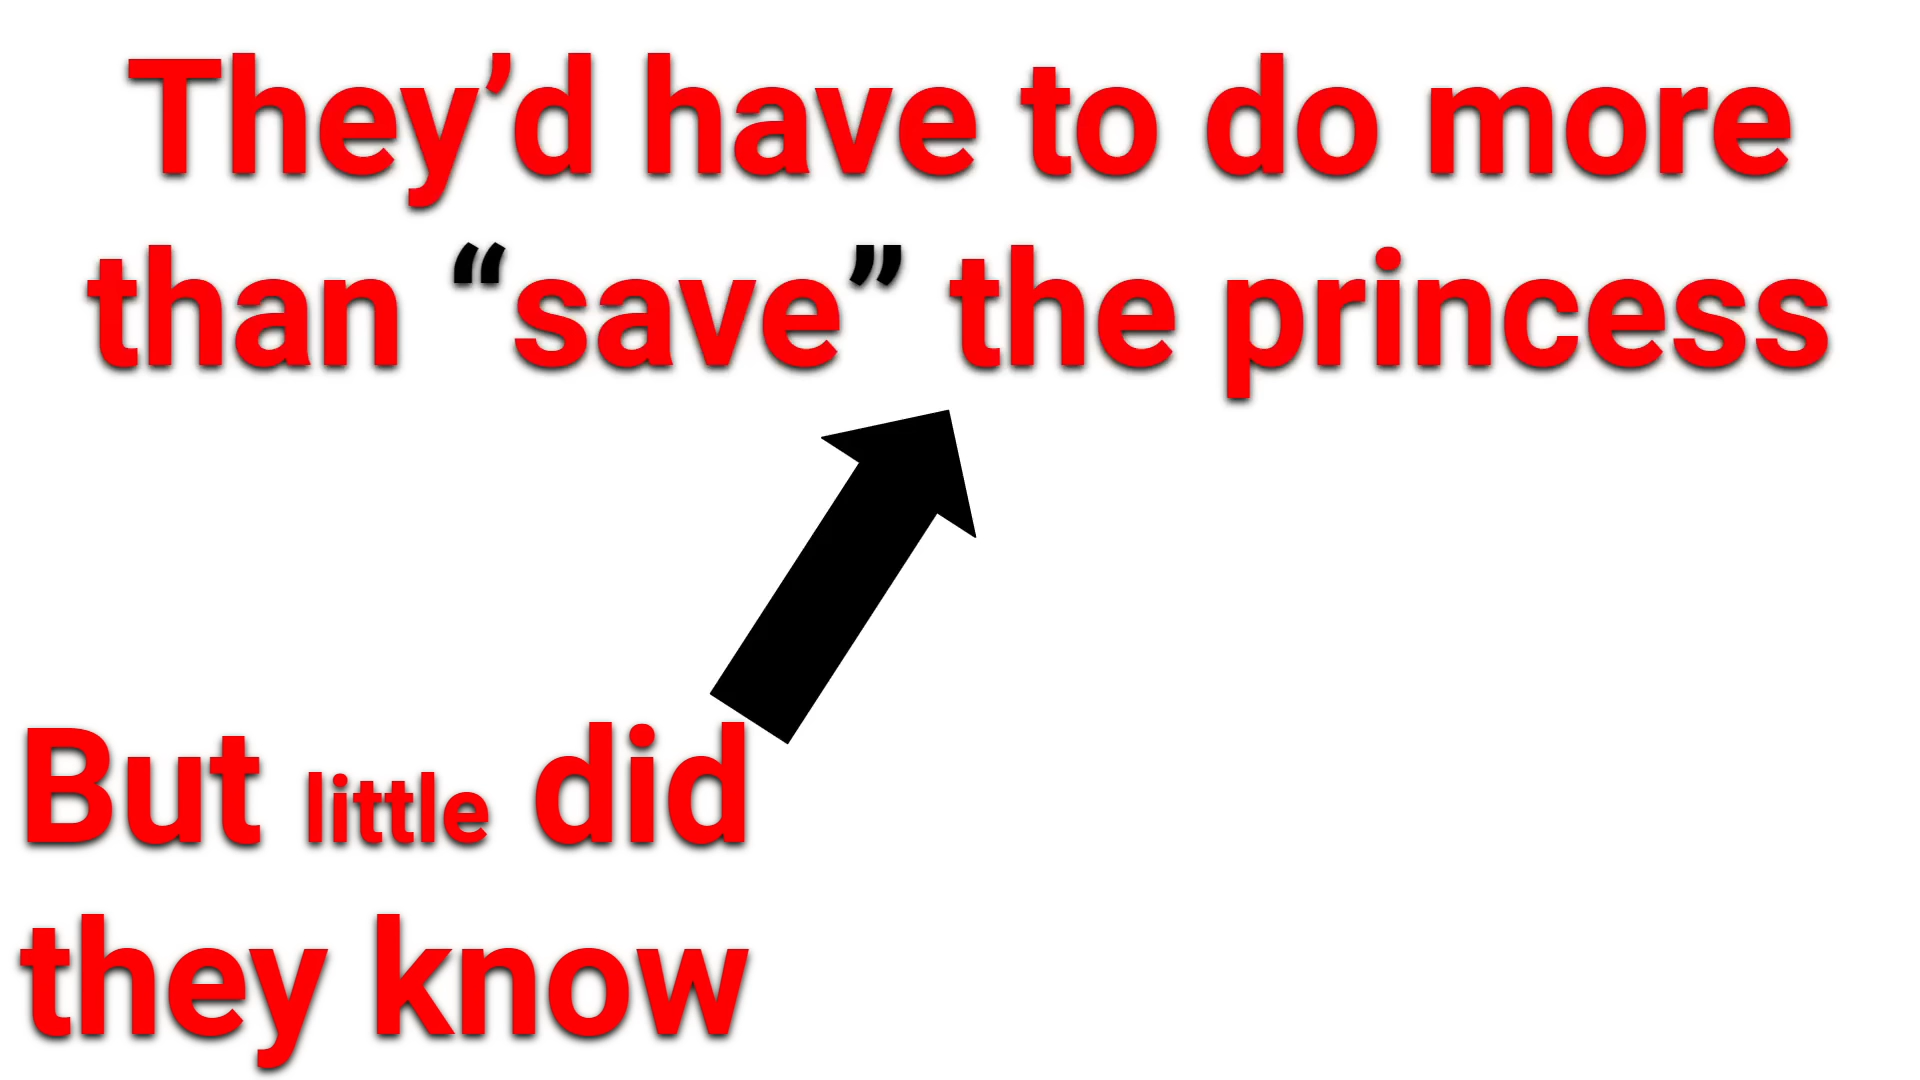 They’d have to do more
than “save” the princess
But little did
they know